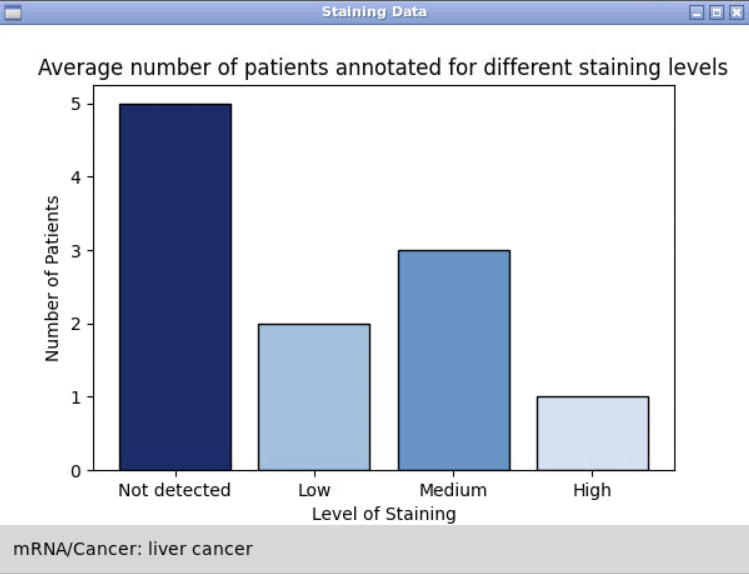 Staining Data
Average number of patients annotated for different staining levels
Number of Patients
5
4
3
2
1
0
Not detected Low Medium High
Level of Staining
mRNA/Cancer: liver cancer